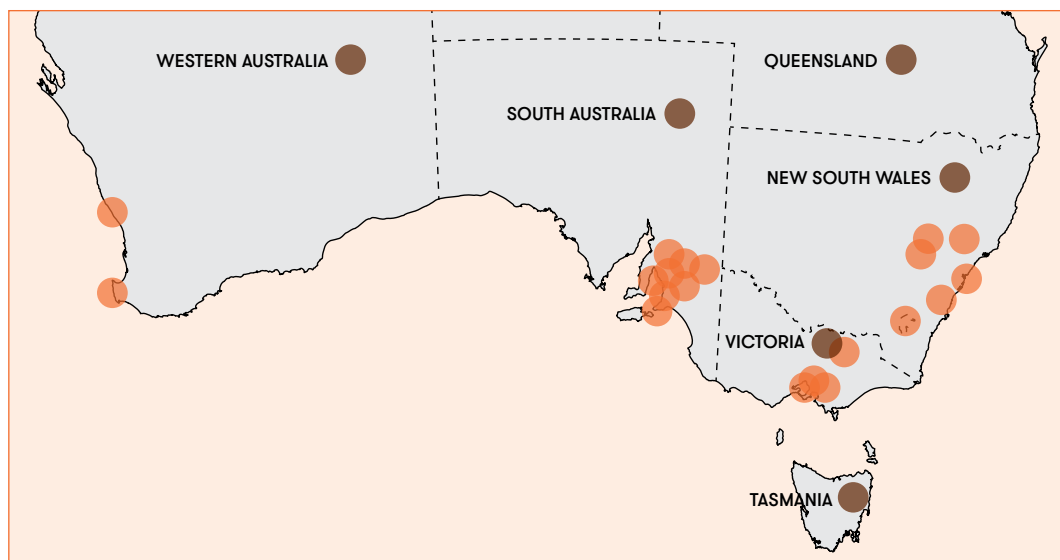 WESTERN AUSTRALIA
QUEENSLAND
SOUTH AUSTRALIA
NEW SOUTH WALES
VICTORIA
TASMANIA